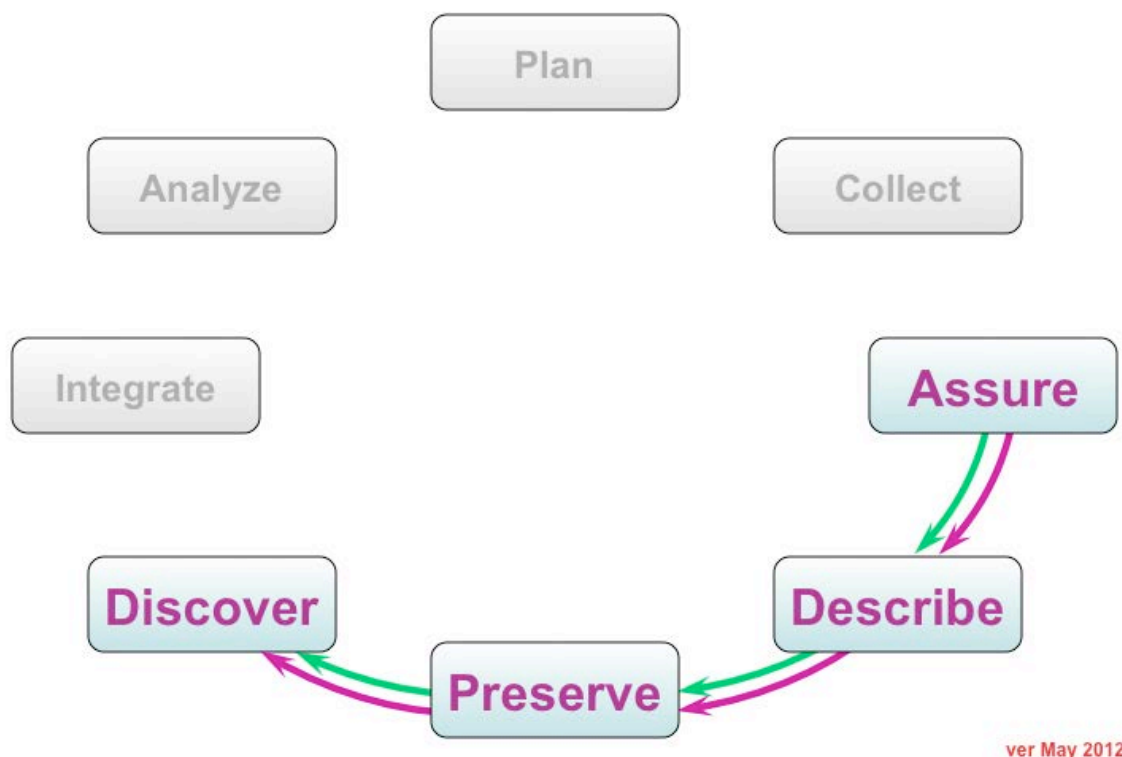 Plan
Analyze
Collect
Integrate
Assure
Discover
Describe
Preserve
ver May 2012